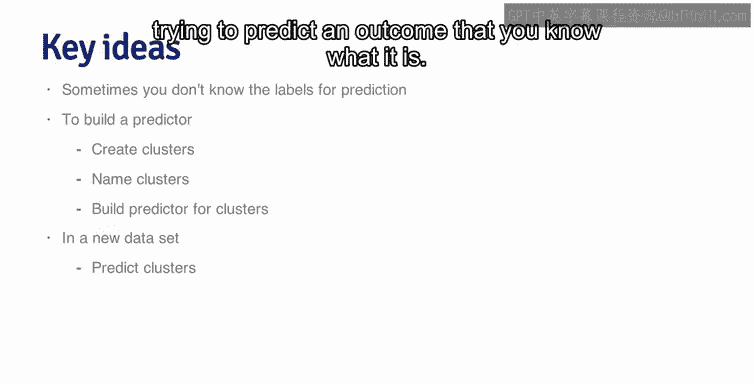 trying to predict an outcome that you know
what it is.
Key ideas
· Sometimes you don't know the labels for prediction
· To build a predictor
- Create clusters
- Name clusters
- Build predictor for clusters
· In a new data set
- Predict clusters